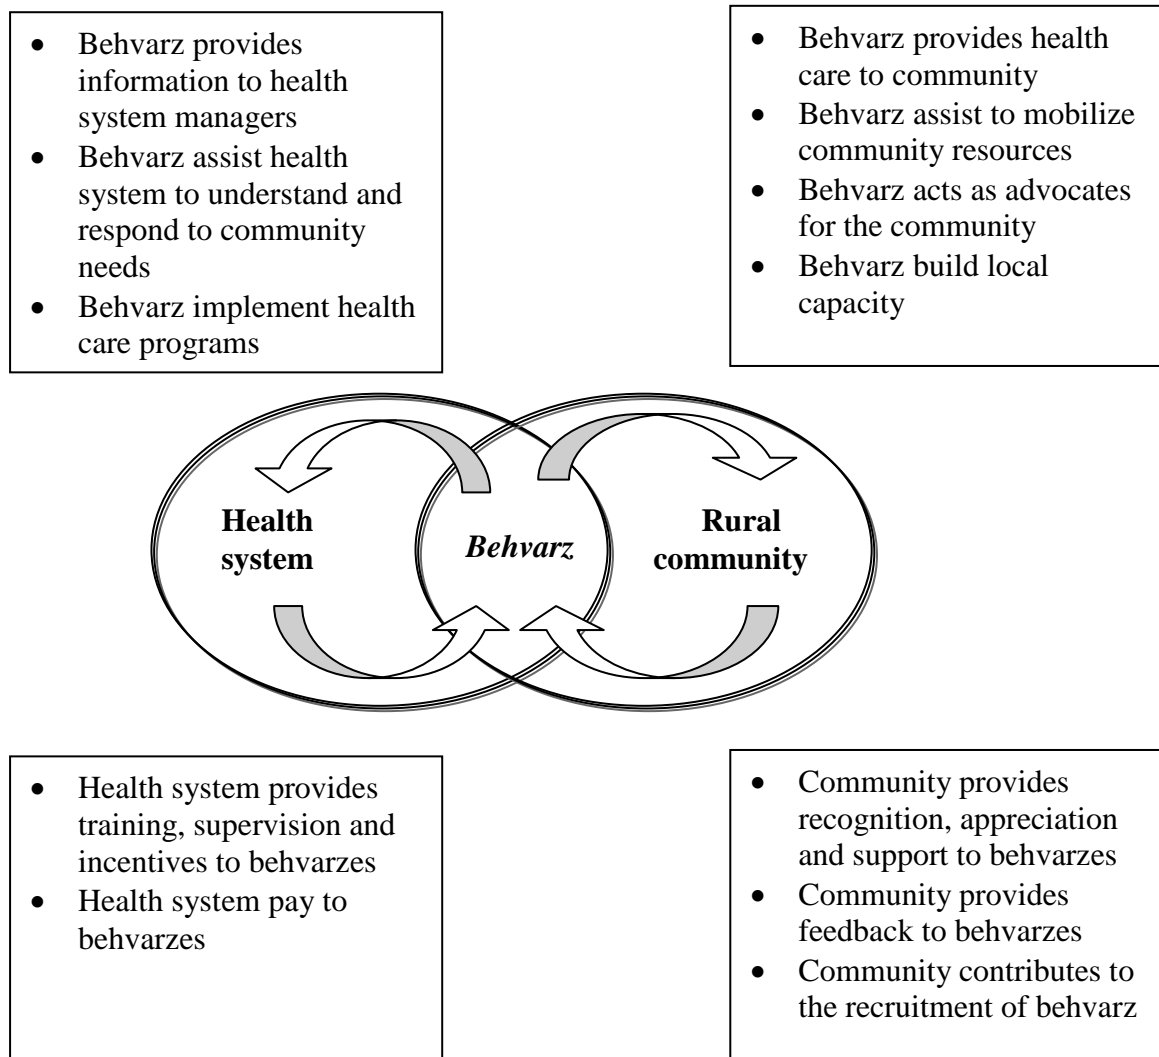 • Behvarz provides
information to health
system managers
• Behvarz assist health
system to understand and
respond to community
needs
• Behvarz implement health
care programs
• Behvarz provides health
care to community
• Behvarz assist to mobilize
community resources
• Behvarz acts as advocates
for the community
• Behvarz build local
capacity
Health
system
Behvarz
Rural
community
• Health system provides
training, supervision and
incentives to behvarzes
• Health system pay to
behvarzes
• Community provides
recognition, appreciation
and support to behvarzes
• Community provides
feedback to behvarzes
• Community contributes to
the recruitment of behvarz